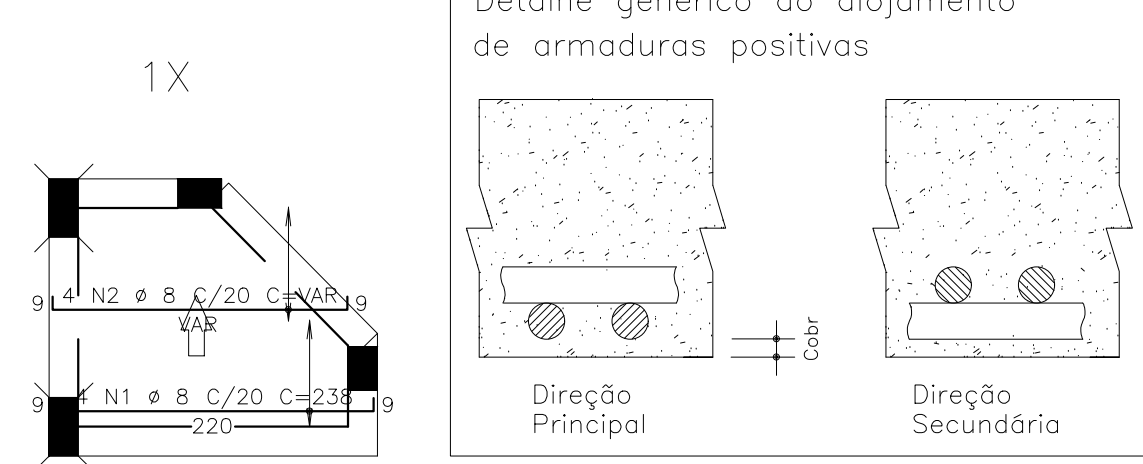 1X
9 4 N2 ø 8 C/20 C=VAR 9
VAR
9 4 N1 ø 8 C/20 C=238 9
220
Detalhe genérico do alojamento
de armaduras positivas
Cobr
Direção
Principal
Direção
Secundária